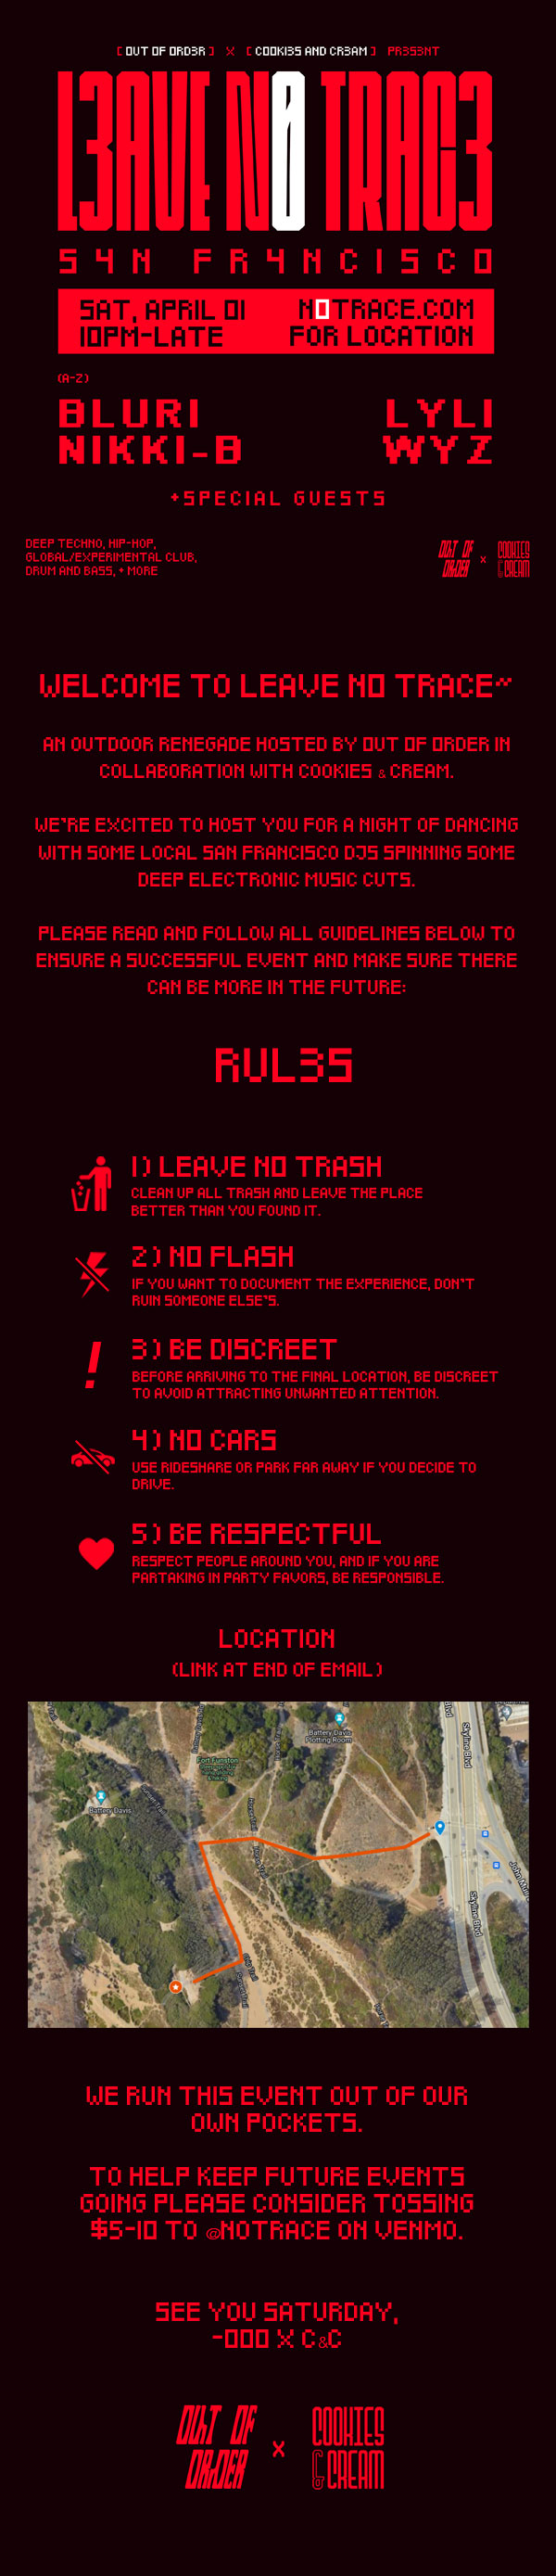 [ OUT OF ORD3R ] X [ COOKI3S AND CR3AM ] PR3S3NT
L3AVE N0 TRAC3
S4N FR4NCISCO
SAT, APRIL 01
10PM-LATE
N0TRACE.COM
FOR LOCATION
(A-Z)
BLURI
NIKKI-B
LYLI
WYZ
+SPECIAL GUESTS
DEEP TECHNO, HIP-HOP,
GLOBAL/EXPERIMENTAL CLUB,
DRUM AND BASS, + MORE
OUT OF
ORDER
X
COOKIES
& CREAM
WELCOME TO LEAVE NO TRACE~
AN OUTDOOR RENEGADE HOSTED BY OUT OF ORDER IN
COLLABORATION WITH COOKIES & CREAM.
WE'RE EXCITED TO HOST YOU FOR A NIGHT OF DANCING
WITH SOME LOCAL SAN FRANCISCO DJS SPINNING SOME
DEEP ELECTRONIC MUSIC CUTS.
PLEASE READ AND FOLLOW ALL GUIDELINES BELOW TO
ENSURE A SUCCESSFUL EVENT AND MAKE SURE THERE
CAN BE MORE IN THE FUTURE:
RUL3S
1) LEAVE NO TRASH
CLEAN UP ALL TRASH AND LEAVE THE PLACE
BETTER THAN YOU FOUND IT.
2) NO FLASH
IF YOU WANT TO DOCUMENT THE EXPERIENCE, DON'T
RUIN SOMEONE ELSE'S.
3) BE DISCREET
BEFORE ARRIVING TO THE FINAL LOCATION, BE DISCREET
TO AVOID ATTRACTING UNWANTED ATTENTION.
4) NO CARS
USE RIDESHARE OR PARK FAR AWAY IF YOU DECIDE TO
DRIVE.
5) BE RESPECTFUL
RESPECT PEOPLE AROUND YOU, AND IF YOU ARE
PARTAKING IN PARTY FAVORS, BE RESPONSIBLE.
LOCATION
(LINK AT END OF EMAIL)
Battery Davis
Plotting Room
Fort Funston
Battery Davis
Skyline Blvd
Skyline Blvd
WE RUN THIS EVENT OUT OF OUR
OWN POCKETS.
TO HELP KEEP FUTURE EVENTS
GOING PLEASE CONSIDER TOSSING
$5-10 TO @NOTRACE ON VENMO.
SEE YOU SATURDAY,
-OOO X C&C
OUT OF
ORDER
X
COOKIES
& CREAM